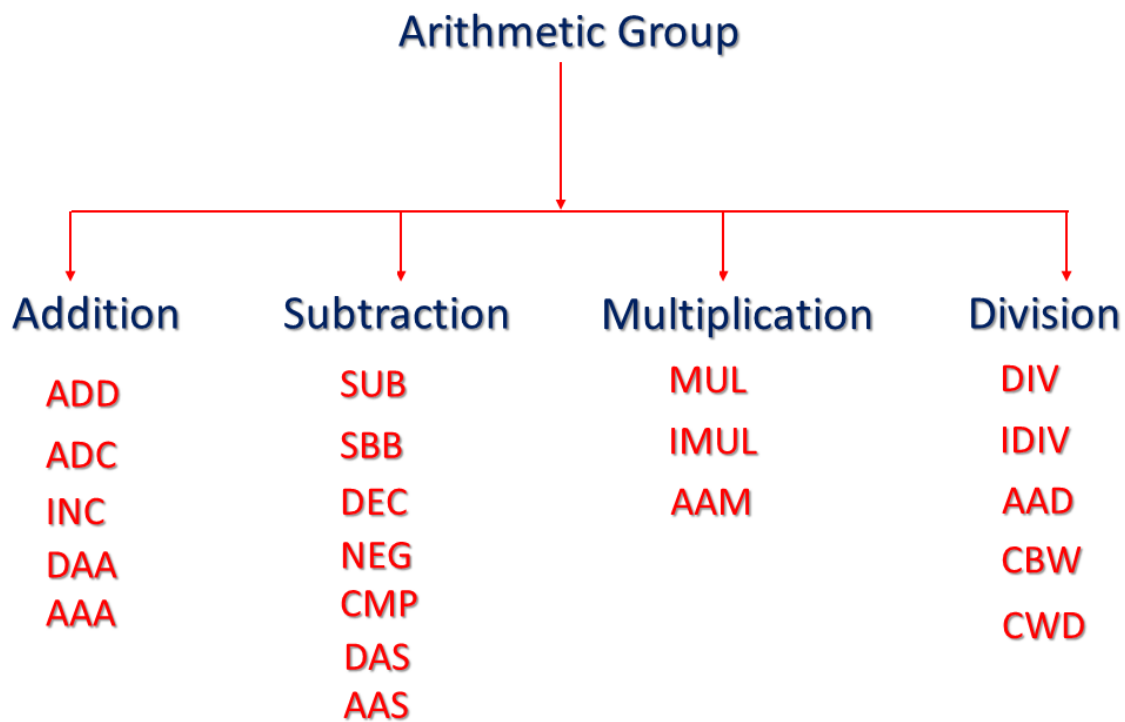 Arithmetic Group
Addition
ADD
ADC
INC
DAA
AAA
Subtraction
SUB
SBB
DEC
NEG
CMP
DAS
AAS
Multiplication
MUL
IMUL
AAM
Division
DIV
IDIV
AAD
CBW
CWD